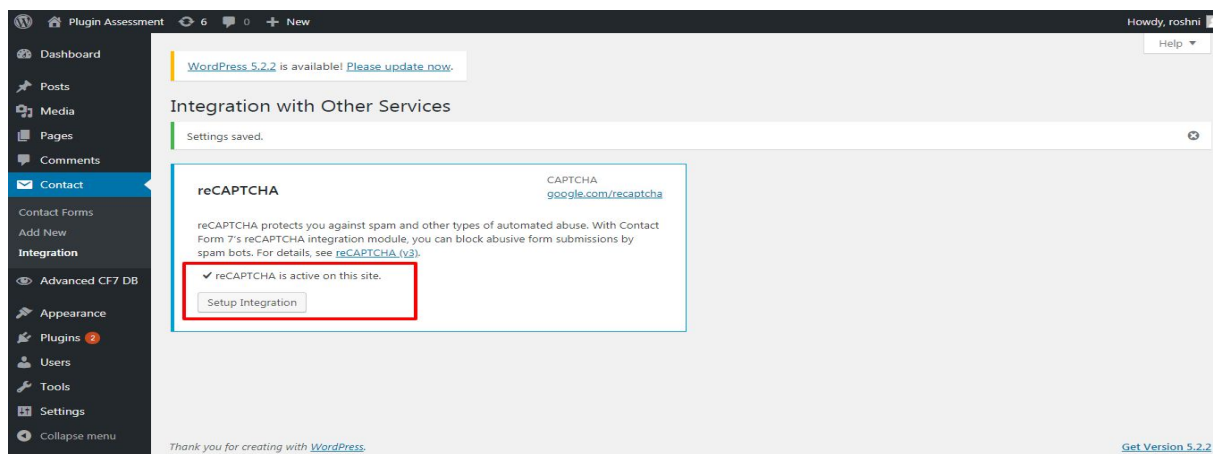 Plugin Assessment 6 0 + New Howdy, roshni
Help ▼
Dashboard
Posts
Media
Pages
Comments
Contact
Contact Forms
Add New
Integration
Advanced CF7 DB
Appearance
Plugins 2
Users
Tools
Settings
Collapse menu
WordPress 5.2.2 is available! Please update now.
Integration with Other Services
Settings saved.
reCAPTCHA
CAPTCHA
google.com/recaptcha
reCAPTCHA protects you against spam and other types of automated abuse. With Contact
Form 7's reCAPTCHA integration module, you can block abusive form submissions by
spam bots. For details, see reCAPTCHA (v3).
✓ reCAPTCHA is active on this site.
Setup Integration
Thank you for creating with WordPress.
Get Version 5.2.2